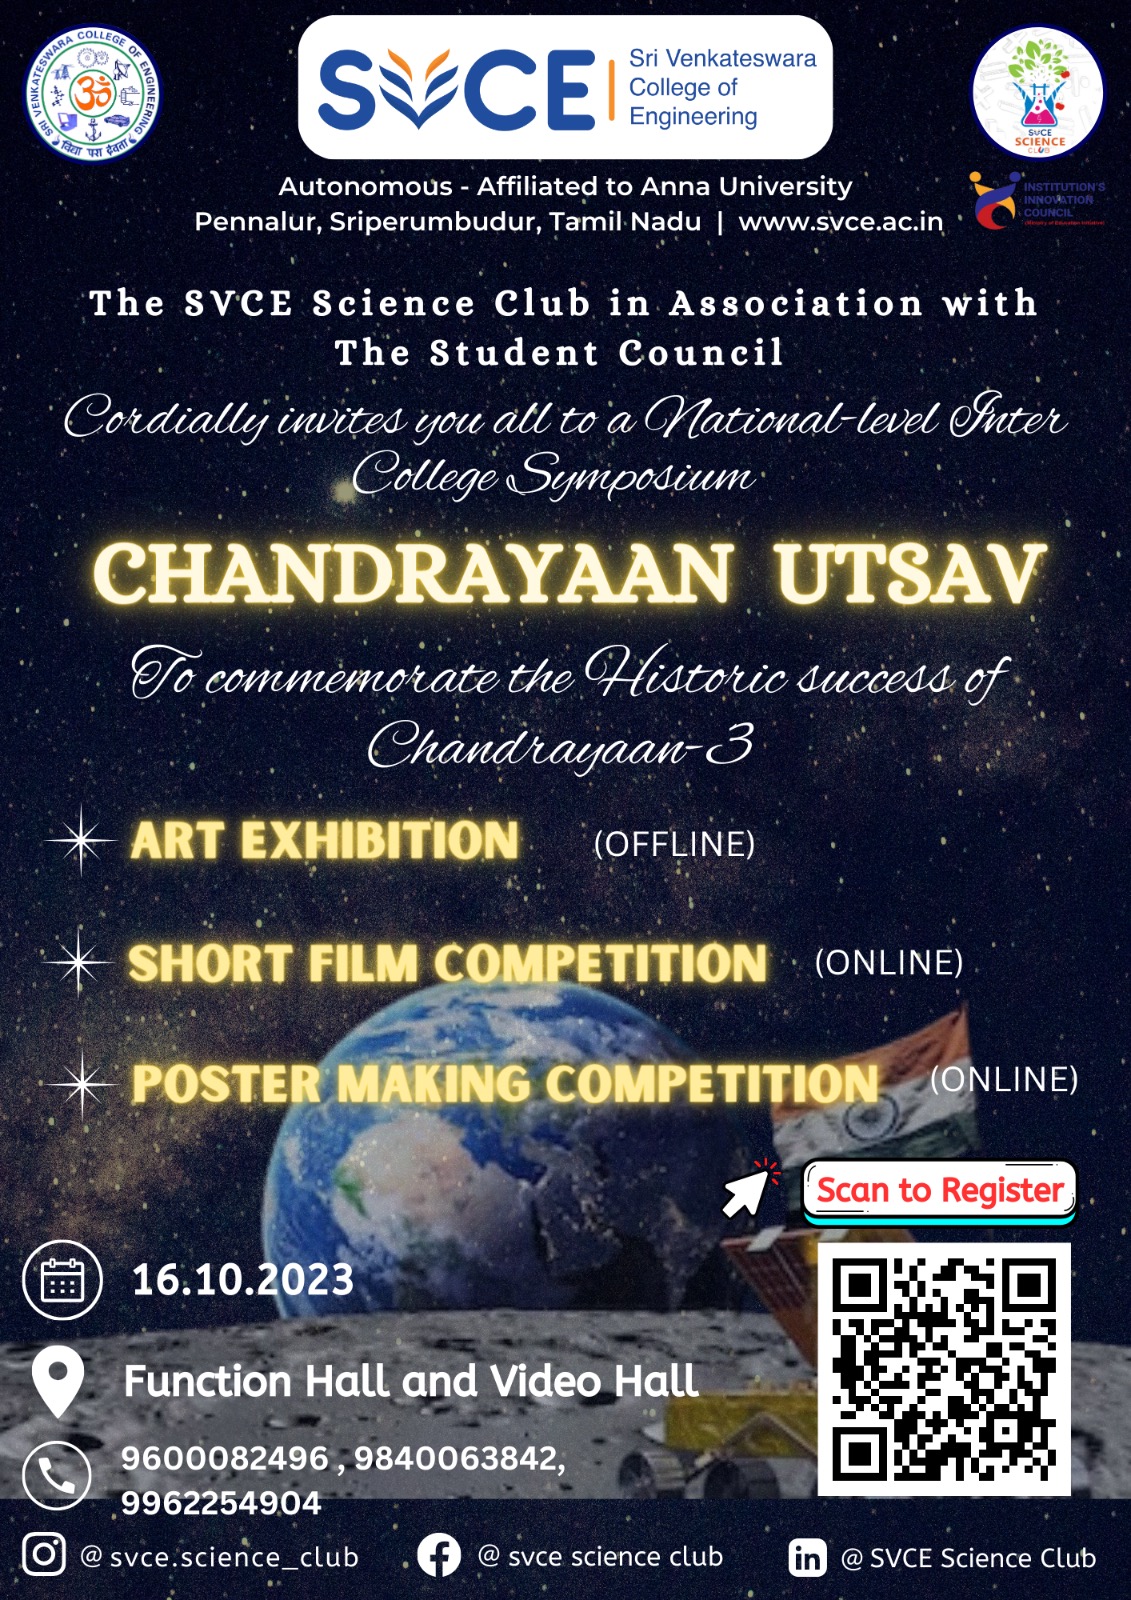 SRI VENKATESWARA COLLEGE OF ENGINEERING
ॐ
विद्या परा देवता
SVCE
Sri Venkateswara
College of
Engineering
SVCE
SCIENCE
CLUB
Autonomous - Affiliated to Anna University
Pennalur, Sriperumbudur, Tamil Nadu | www.svce.ac.in
INSTITUTION'S
INNOVATION
COUNCIL
(Ministry of Education Initiative)
The SVCE Science Club in Association with
The Student Council
Cordially invites you all to a National-level Inter
College Symposium
CHANDRAYAAN UTSAV
To commemorate the Historic success of
Chandrayaan-3
ART EXHIBITION (OFFLINE)
SHORT FILM COMPETITION (ONLINE)
POSTER MAKING COMPETITION (ONLINE)
Scan to Register
16.10.2023
Function Hall and Video Hall
9600082496 , 9840063842,
9962254904
@svce.science_club
@ svce science club
@ SVCE Science Club